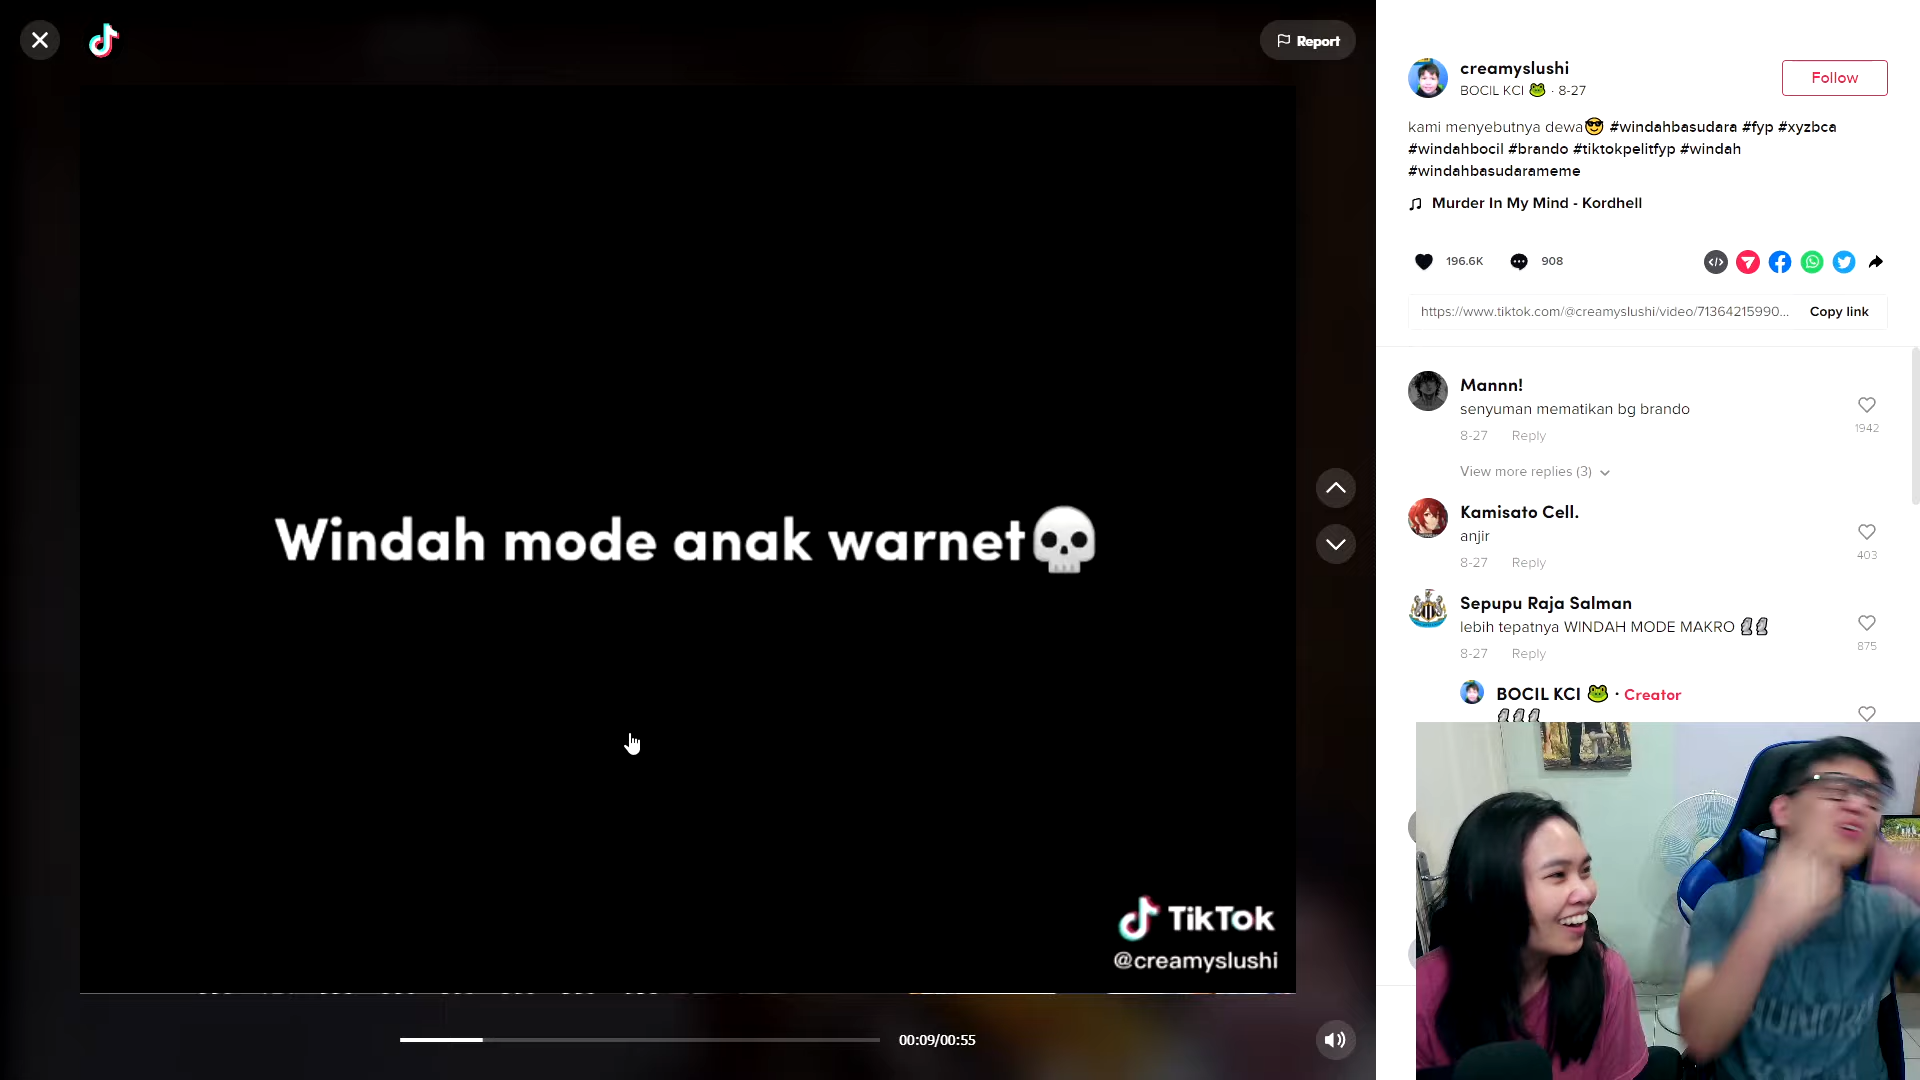 Report
Windah mode anak warnet💀
TikTok
@creamyslushi
00:09/00:55
creamyslushi
BOCIL KCI 🐸 · 8-27
Follow
kami menyebutnya dewa😎 #windahbasudara #fyp #xyzbca
#windahbocil #brando #tiktokpelitfyp #windah
#windahbasudarameme
Murder In My Mind - Kordhell
196.6K
908
https://www.tiktok.com/@creamyslushi/video/71364215990...
Copy link
Mannn!
senyuman mematikan bg brando
8-27 Reply
1942
View more replies (3)
Kamisato Cell.
anjir
8-27 Reply
403
Sepupu Raja Salman
lebih tepatnya WINDAH MODE MAKRO 🗿🗿
8-27 Reply
875
BOCIL KCI 🐸 · Creator
🗿🗿🗿